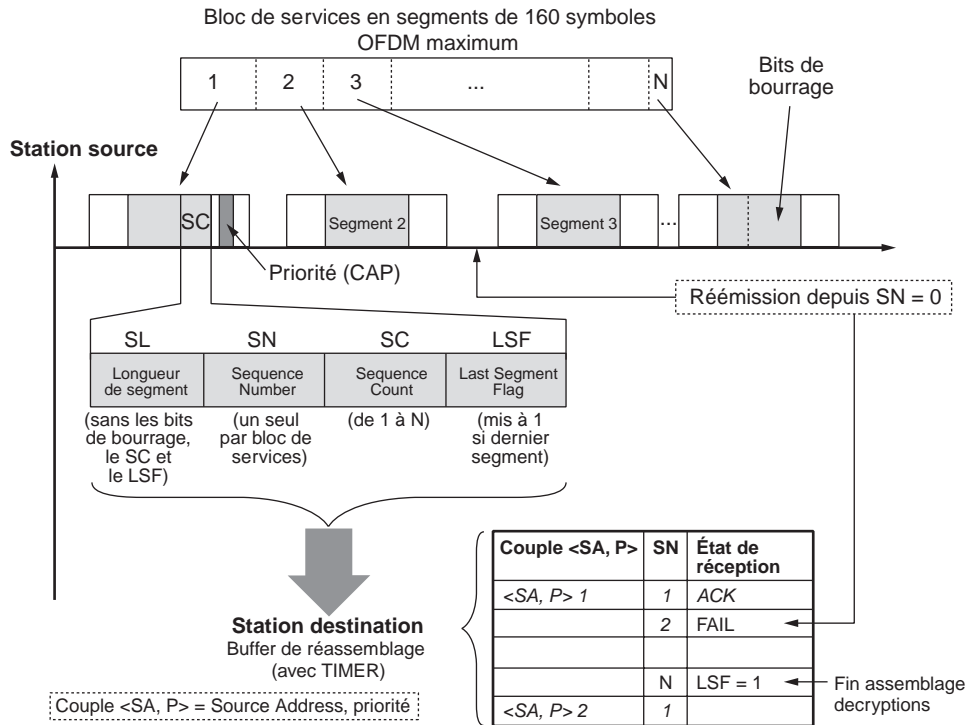 Bloc de services en segments de 160 symboles
OFDM maximum
1 2 3 ... N
Bits de
bourrage
Station source
SC
Segment 2
Segment 3
...
Priorité (CAP)
Réémission depuis SN = 0
SL SN SC LSF
Longueur
de segment
Sequence
Number
Sequence
Count
Last Segment
Flag
(sans les bits
de bourrage,
le SC et
le LSF)
(un seul
par bloc de
services)
(de 1 à N)
(mis à 1
si dernier
segment)
Station destination
Buffer de réassemblage
(avec TIMER)
Couple <SA, P> = Source Address, priorité
Couple <SA, P> SN État de
réception
<SA, P> 1 1 ACK
2 FAIL
N LSF = 1
<SA, P> 2 1
Fin assemblage
decryptions